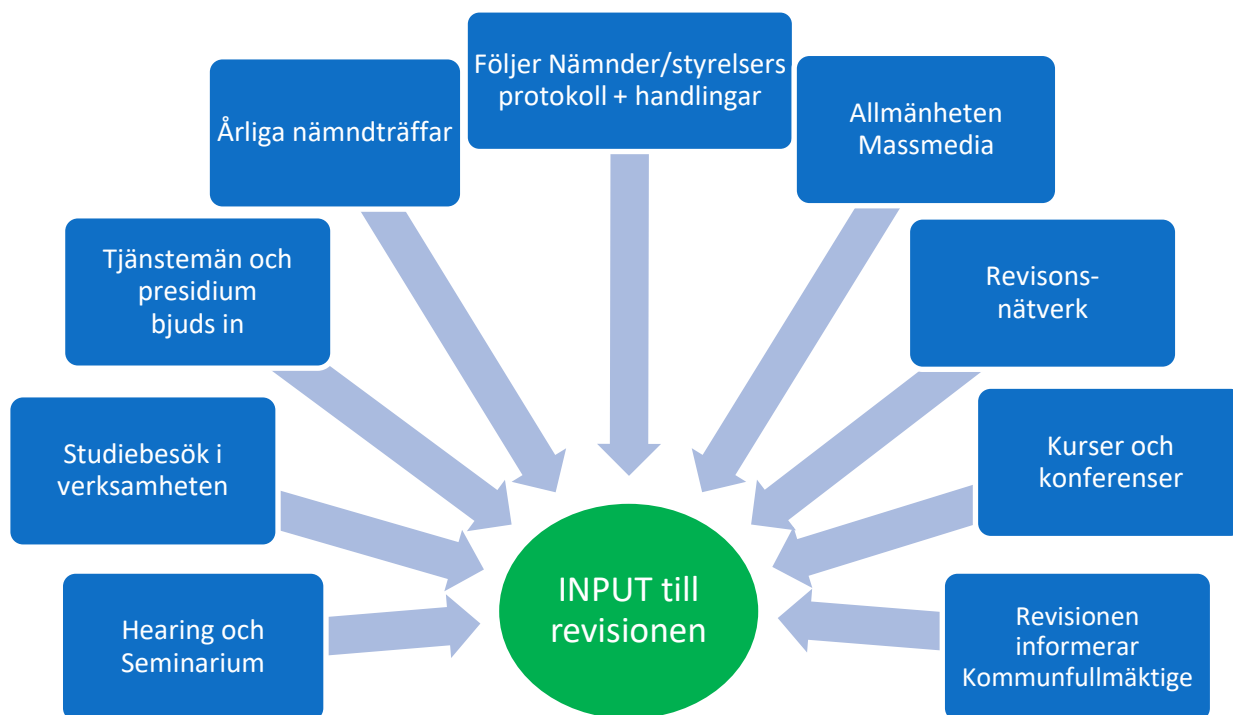 Följer Nämnder/styrelsers
protokoll + handlingar
Årliga nämndträffar
Allmänheten
Massmedia
Tjänstemän och
presidium
bjuds in
Revisons-
nätverk
Studiebesök i
verksamheten
Kurser och
konferenser
Hearing och
Seminarium
INPUT till
revisionen
Revisionen
informerar
Kommunfullmäktige